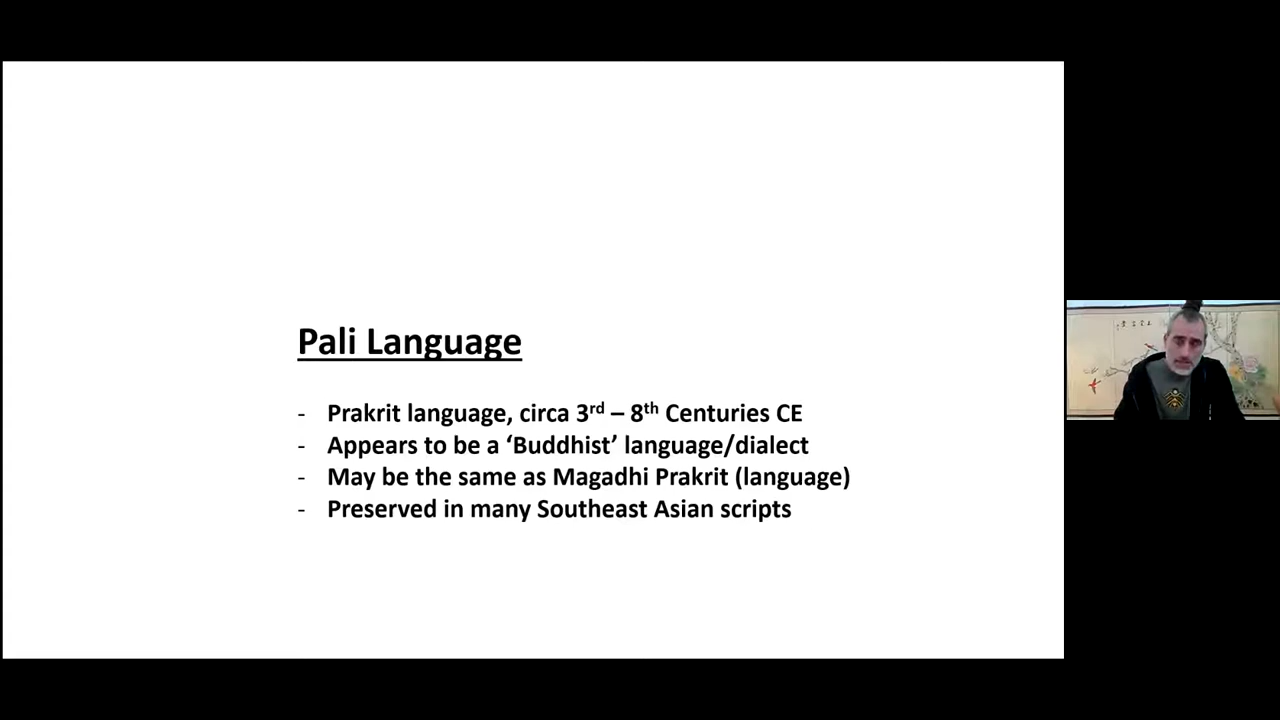 Pali Language
- Prakrit language, circa 3rd – 8th Centuries CE
- Appears to be a ‘Buddhist’ language/dialect
- May be the same as Magadhi Prakrit (language)
- Preserved in many Southeast Asian scripts